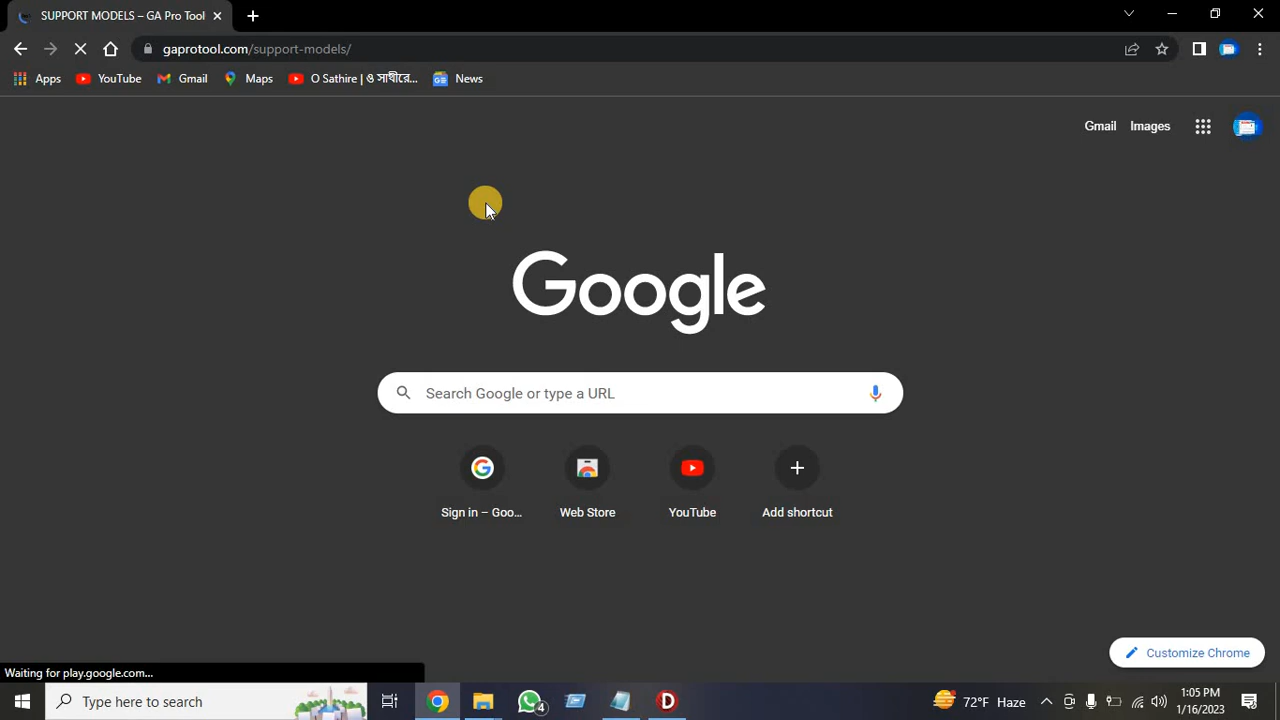 SUPPORT MODELS – GA Pro Tool
gaprotool.com/support-models/
Apps YouTube Gmail Maps O Sathire | ও সাথীরে... News
Gmail Images
Google
Search Google or type a URL
Sign in – Goo... Web Store YouTube Add shortcut
Customize Chrome
Waiting for play.google.com...
Type here to search
4
72°F Haze
1:05 PM
1/16/2023